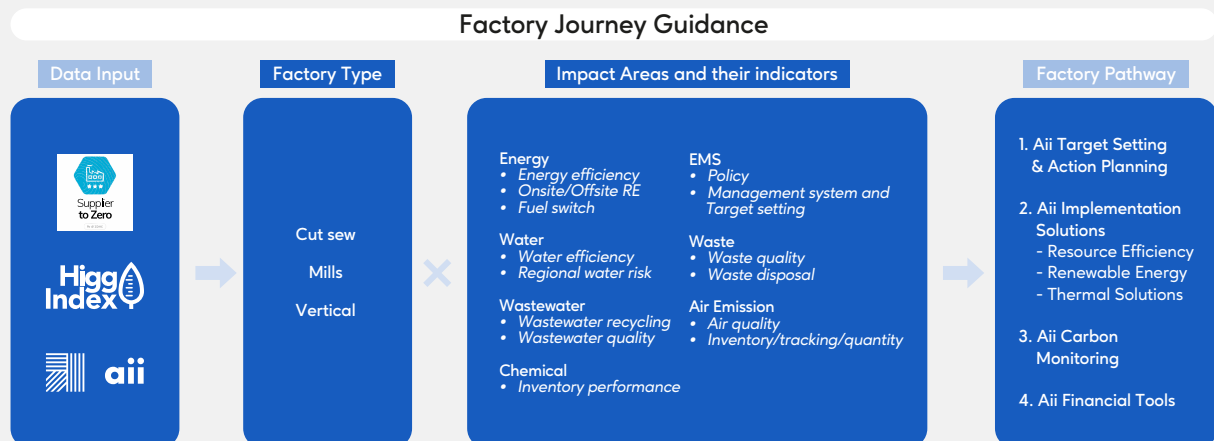 Factory Journey Guidance
Data Input
Supplier
to Zero
Higg
Index
aii
Factory Type
Cut sew
Mills
Vertical
Impact Areas and their indicators
Energy
• Energy efficiency
• Onsite/Offsite RE
• Fuel switch
Water
• Water efficiency
• Regional water risk
Wastewater
• Wastewater recycling
• Wastewater quality
Chemical
• Inventory performance
EMS
• Policy
• Management system and
Target setting
Waste
• Waste quality
• Waste disposal
Air Emission
• Air quality
• Inventory/tracking/quantity
Factory Pathway
1. Aii Target Setting
& Action Planning
2. Aii Implementation
Solutions
- Resource Efficiency
- Renewable Energy
- Thermal Solutions
3. Aii Carbon
Monitoring
4. Aii Financial Tools